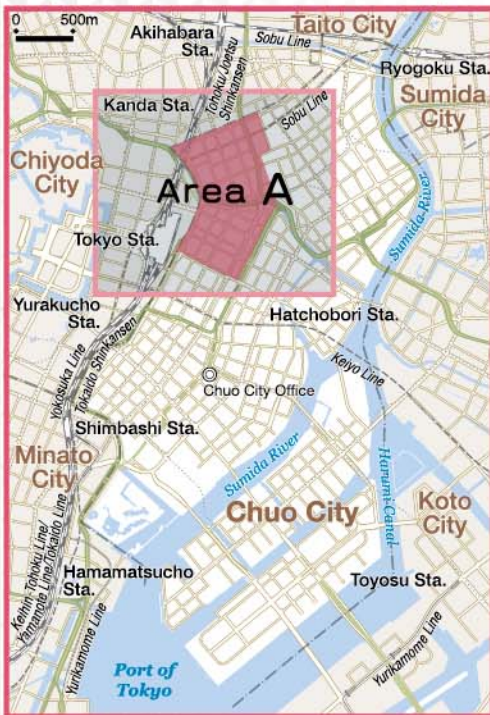 0 500m
Akihabara
Sta.
Taito City
Sobu Line
Ryogoku Sta.
Sumida
City
Tohoku/Joetsu
Shinkansen
Kanda Sta.
Sobu Line
Chiyoda
City
Area A
Sumida River
Tokyo Sta.
Yurakucho
Sta.
Hatchobori Sta.
Keiyo Line
Yokosuka Line
Tokaido Shinkansen
Chuo City Office
Shimbashi Sta.
Minato
City
Sumida River
Harumi Canal
Chuo City
Koto
City
Keihin-Tohoku Line/
Yamanote Line/Tokaido Line
Hamamatsucho
Sta.
Toyosu Sta.
Yurikamome Line
Yurikamome Line
Port of
Tokyo